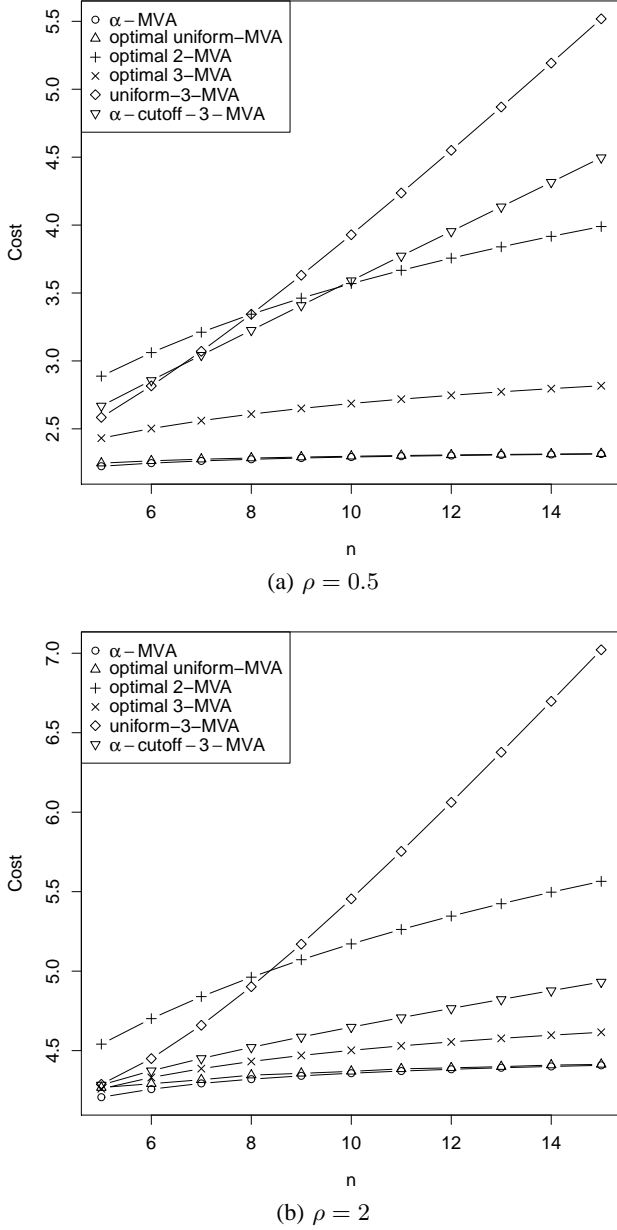 α− MVA
optimal uniform−MVA
optimal 2−MVA
optimal 3−MVA
uniform−3−MVA
α− cutoff − 3 − MVA
5.5
5.0
4.5
4.0
3.5
3.0
2.5
Cost
6 8 10 12 14
n
(a) ρ = 0.5
α− MVA
optimal uniform−MVA
optimal 2−MVA
optimal 3−MVA
uniform−3−MVA
α− cutoff − 3 − MVA
7.0
6.5
6.0
5.5
5.0
4.5
Cost
6 8 10 12 14
n
(b) ρ = 2